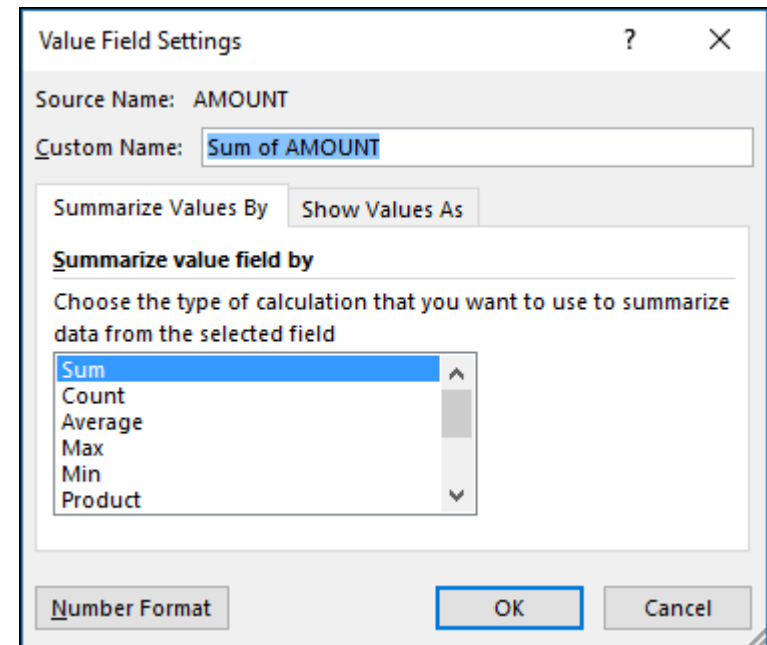 Value Field Settings ?
Source Name: AMOUNT
Custom Name: Sum of AMOUNT
Summarize Values By Show Values As
Summarize value field by
Choose the type of calculation that you want to use to summarize
data from the selected field
Sum
Count
Average
Max
Min
Product
Number Format OK Cancel